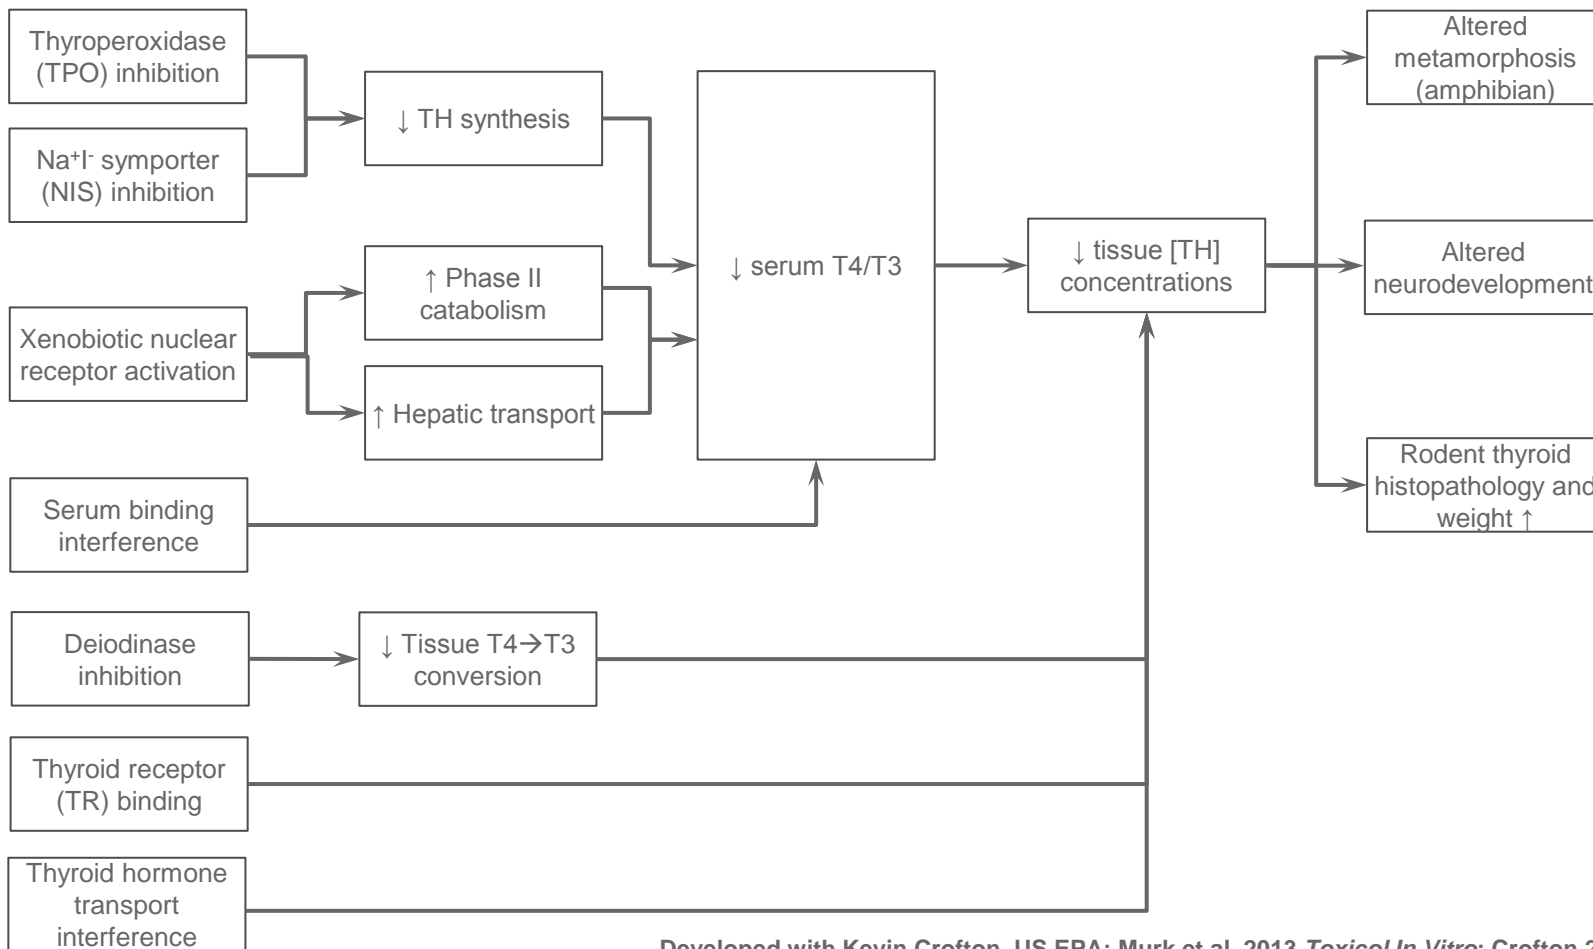 Thyroperoxidase
(TPO) inhibition
Na⁺I⁻ symporter
(NIS) inhibition
Xenobiotic nuclear
receptor activation
Serum binding
interference
Deiodinase
inhibition
Thyroid receptor
(TR) binding
Thyroid hormone
transport
interference
↓ TH synthesis
↑ Phase II
catabolism
↑ Hepatic transport
↓ Tissue T4→T3
conversion
↓ serum T4/T3
↓ tissue [TH]
concentrations
Altered
metamorphosis
(amphibian)
Altered
neurodevelopment
Rodent thyroid
histopathology and
weight ↑
Developed with Kevin Crofton, US EPA; Murk et al. 2013 Toxicol In Vitro; Crofton